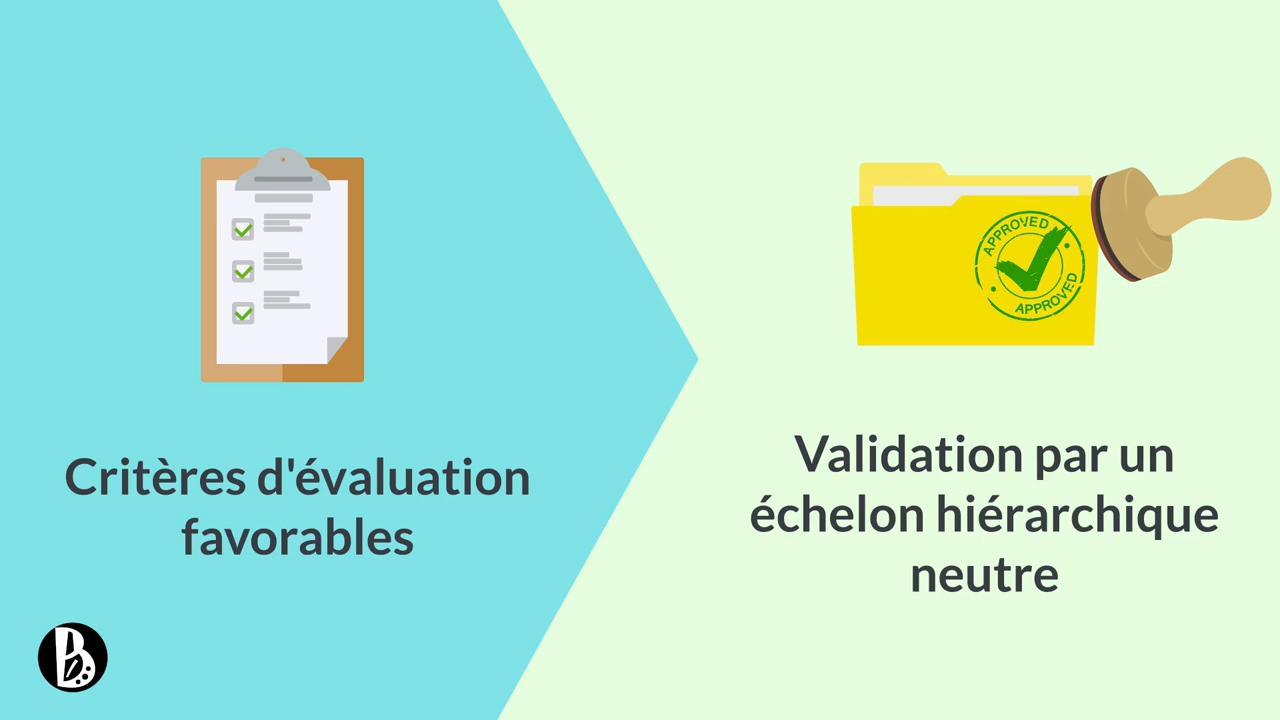 Critères d'évaluation
favorables
APPROVED
APPROVED
Validation par un
échelon hiérarchique
neutre
B